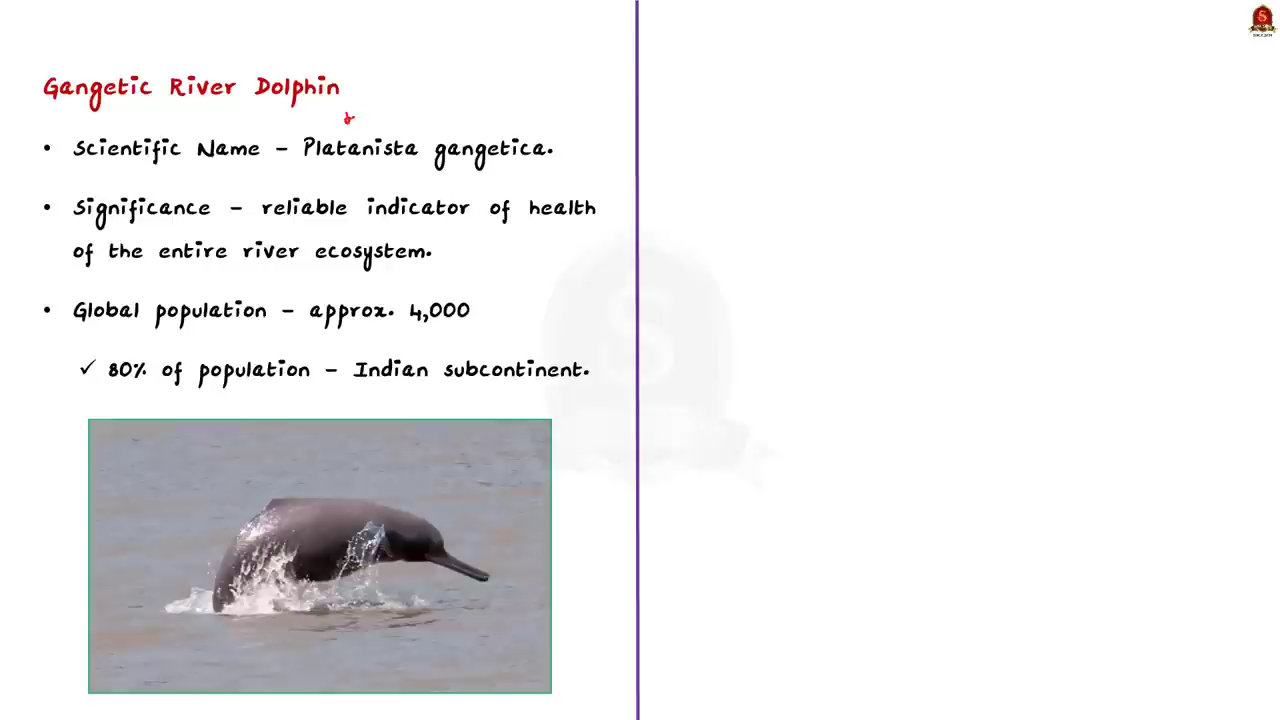 Gangetic River Dolphin
• Scientific Name – Platanista gangetica.
• Significance – reliable indicator of health
of the entire river ecosystem.
• Global population – approx. 4,000
✓ 80% of population – Indian subcontinent.
S